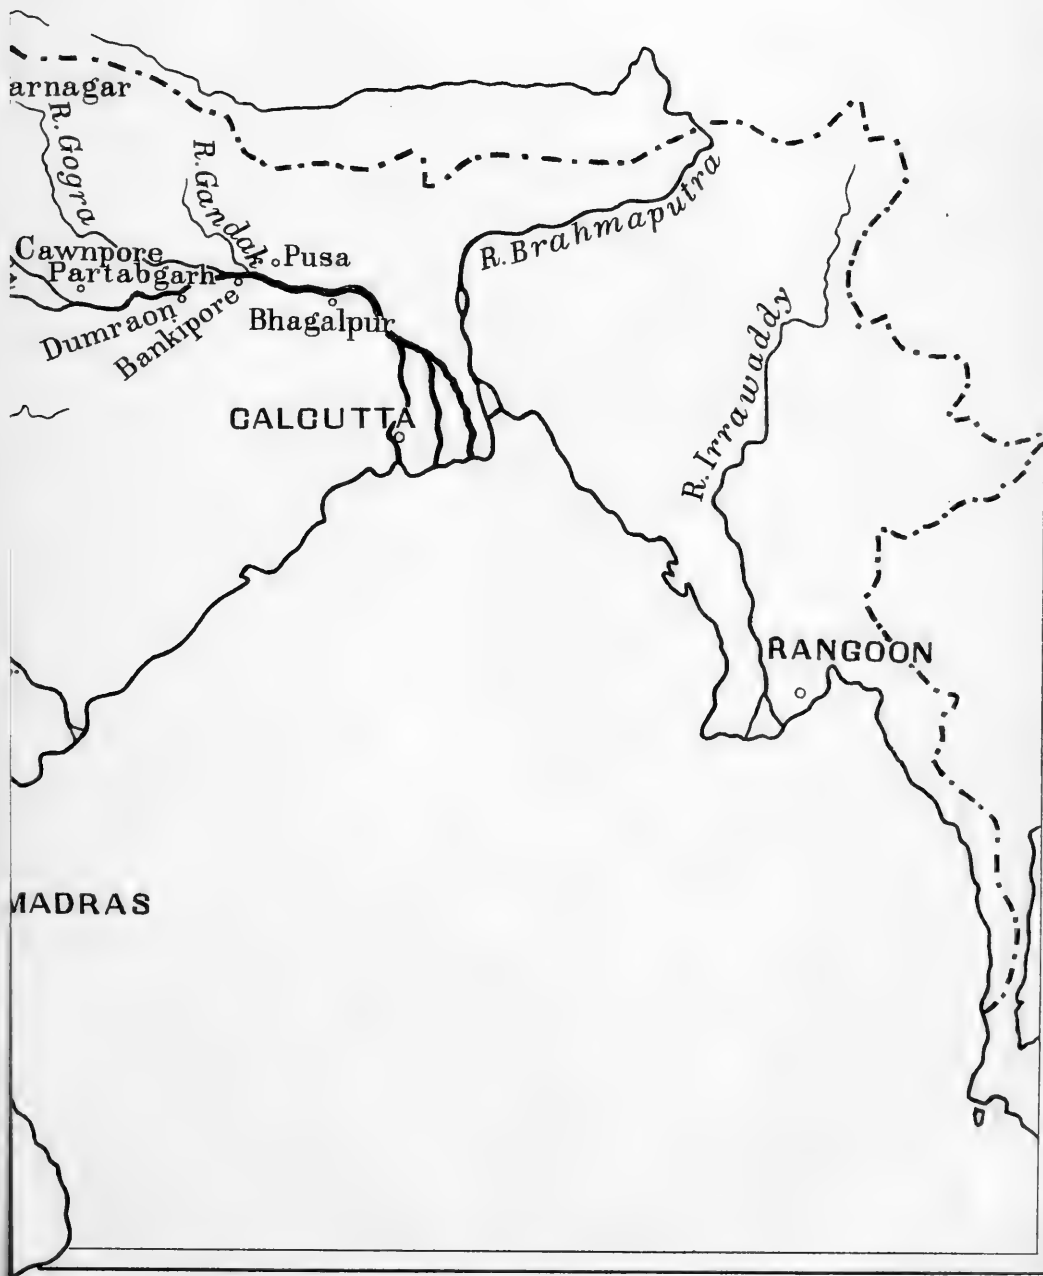 arnagar
R. Gogra
R. Gandak
Cawnpore
Pusa
Partabgarh
Dumraon
Bankipore
Bhagalpur
R. Brahmaputra
CALCUTTA
R. Irrawaddy
RANGOON
MADRAS